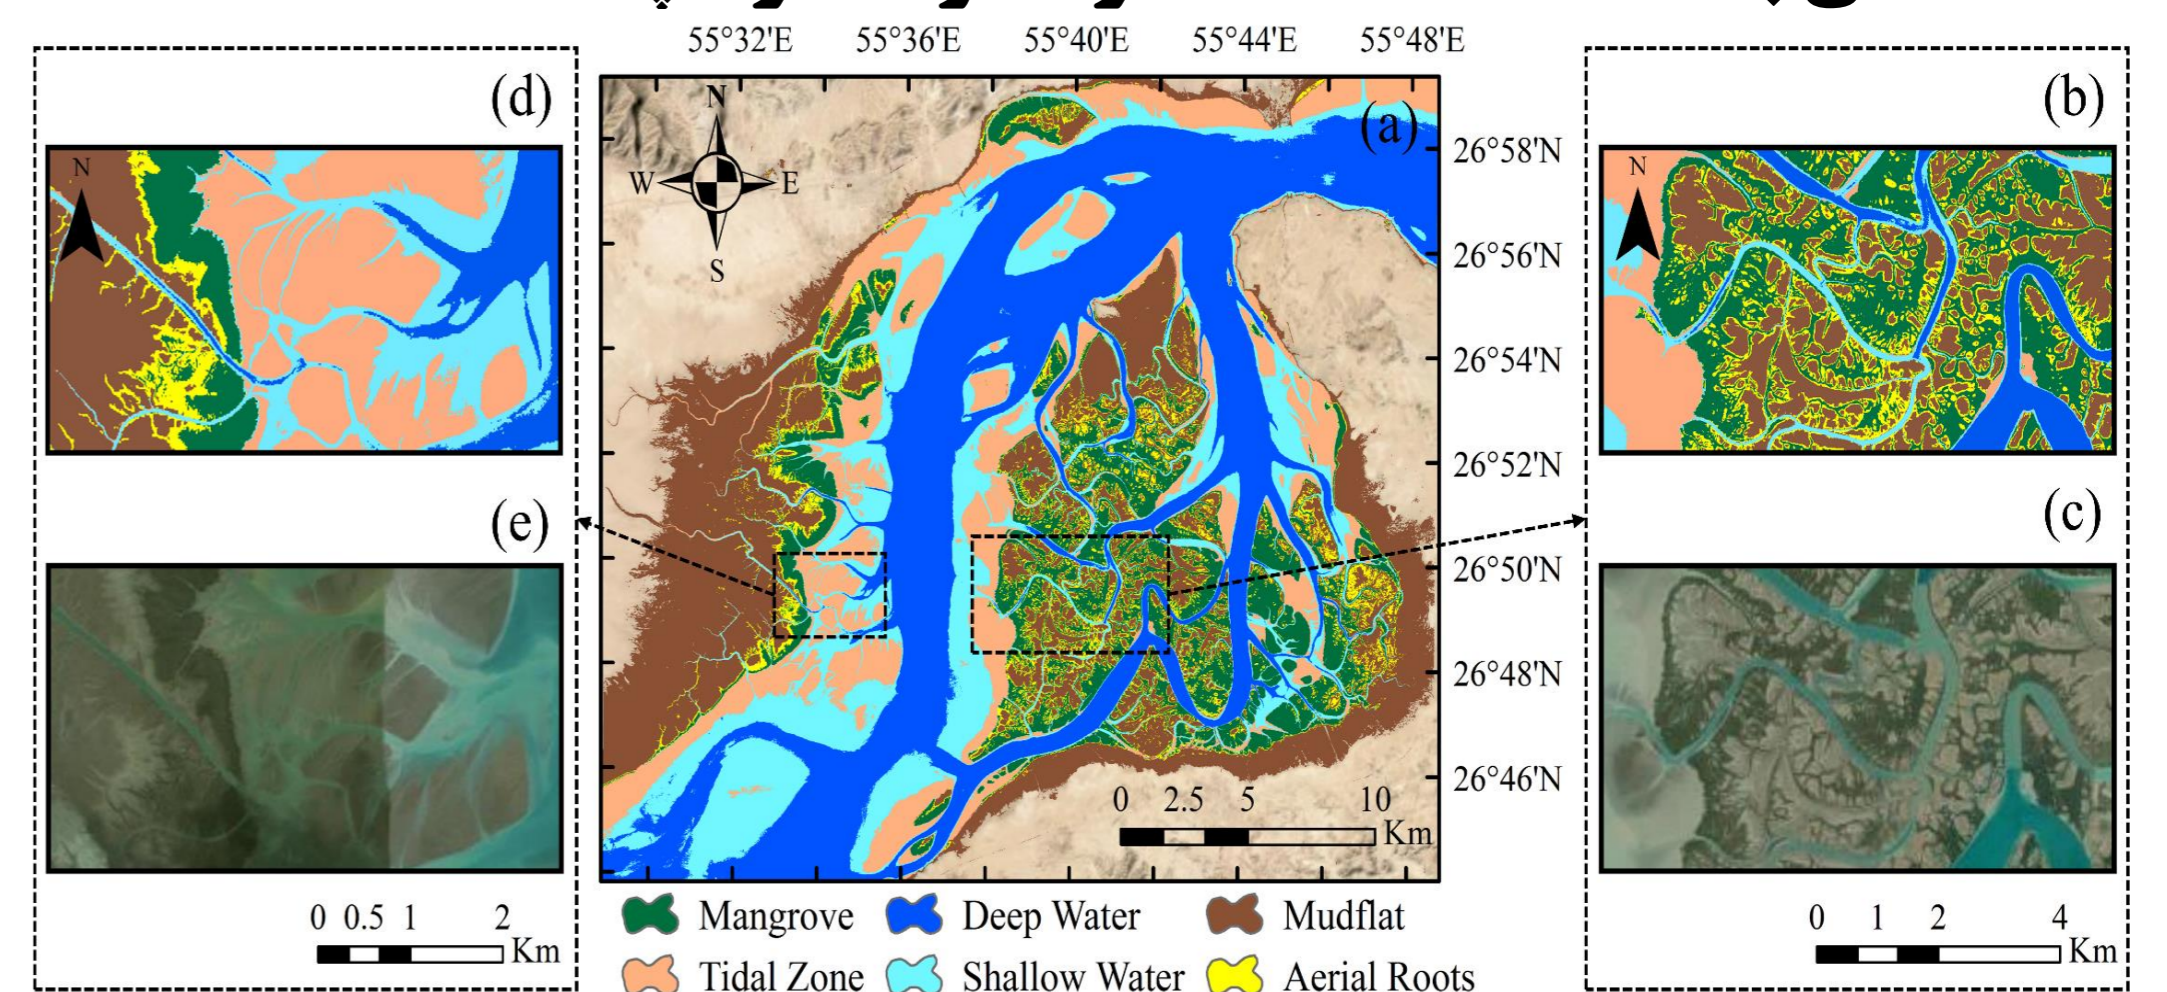 55°32'E 55°36'E 55°40'E 55°44'E 55°48'E
(d)
N
(e)
0 0.5 1 2
Km
(a)
N
W E
S
26°58'N
26°56'N
26°54'N
26°52'N
26°50'N
26°48'N
26°46'N
0 2.5 5 10
Km
(b)
N
(c)
0 1 2 4
Km
Mangrove Deep Water Mudflat
Tidal Zone Shallow Water Aerial Roots